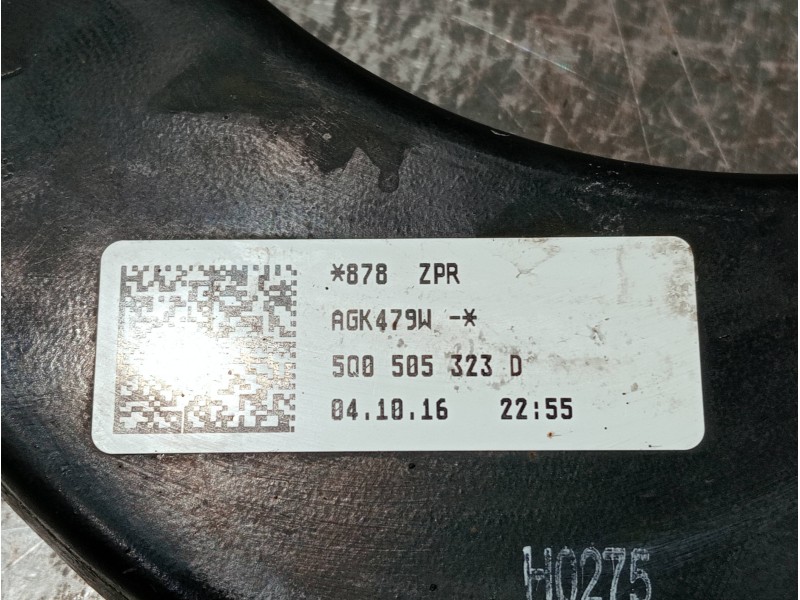 *878 ZPR
AGK479W -*
5Q0 505 323 D
04.10.16 22:55
H0275